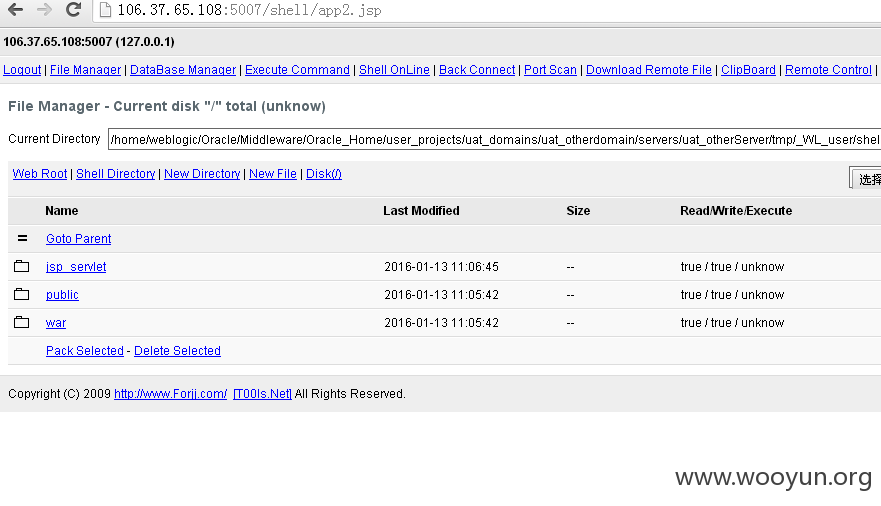 106.37.65.108:5007/shell/app2.jsp
106.37.65.108:5007 (127.0.0.1)
Logout | File Manager | DataBase Manager | Execute Command | Shell OnLine | Back Connect | Port Scan | Download Remote File | ClipBoard | Remote Control |
File Manager - Current disk "/" total (unknow)
Current Directory /home/weblogic/Oracle/Middleware/Oracle_Home/user_projects/uat_domains/uat_otherdomain/servers/uat_otherServer/tmp/_WL_user/shel
Web Root | Shell Directory | New Directory | New File | Disk(/) 选择
Name Last Modified Size Read/Write/Execute
= Goto Parent
jsp_servlet 2016-01-13 11:06:45 -- true / true / unknow
public 2016-01-13 11:05:42 -- true / true / unknow
war 2016-01-13 11:05:42 -- true / true / unknow
Pack Selected - Delete Selected
Copyright (C) 2009 http://www.Forjj.com/ [T00ls.Net] All Rights Reserved.
www.wooyun.org